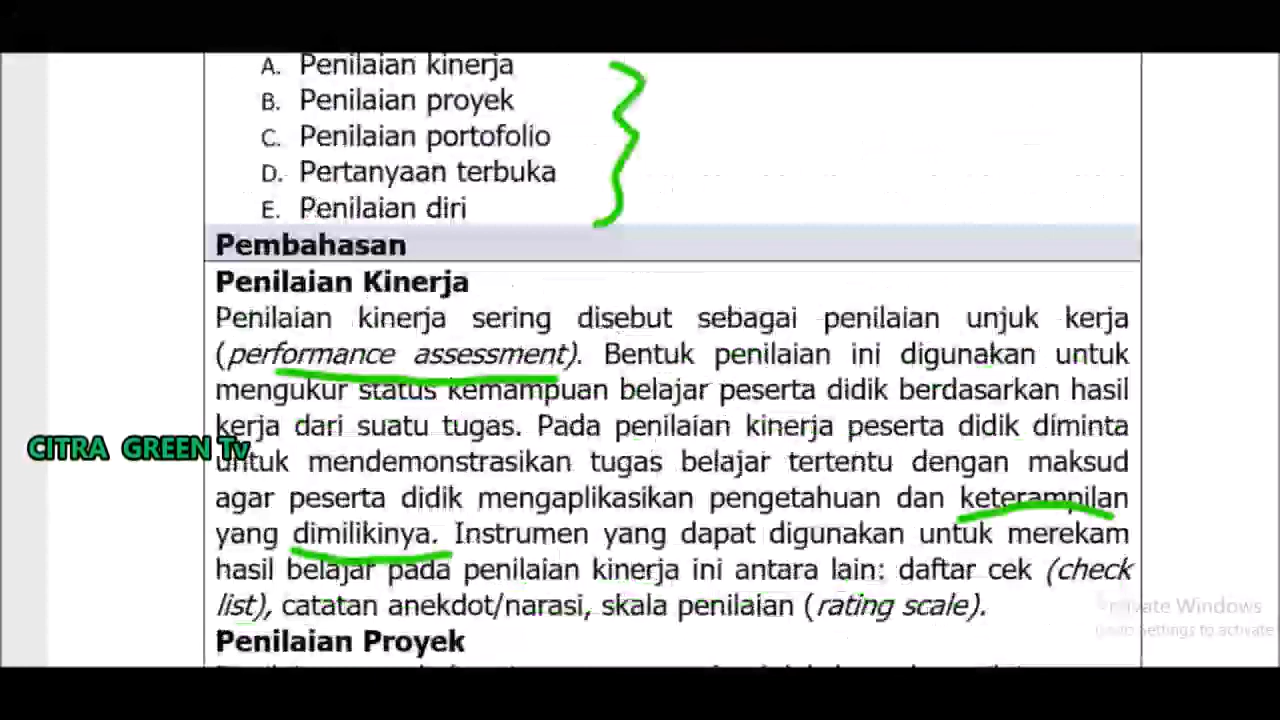 A. Penilaian kinerja
B. Penilaian proyek
C. Penilaian portofolio
D. Pertanyaan terbuka
E. Penilaian diri
Pembahasan
Penilaian Kinerja
Penilaian kinerja sering disebut sebagai penilaian unjuk kerja
(performance assessment). Bentuk penilaian ini digunakan untuk
mengukur status kemampuan belajar peserta didik berdasarkan hasil
kerja dari suatu tugas. Pada penilaian kinerja peserta didik diminta
untuk mendemonstrasikan tugas belajar tertentu dengan maksud
agar peserta didik mengaplikasikan pengetahuan dan keterampilan
yang dimilikinya. Instrumen yang dapat digunakan untuk merekam
hasil belajar pada penilaian kinerja ini antara lain: daftar cek (check
list), catatan anekdot/narasi, skala penilaian (rating scale).
Penilaian Proyek
CITRA GREEN Tv
Windows
Settings to activate